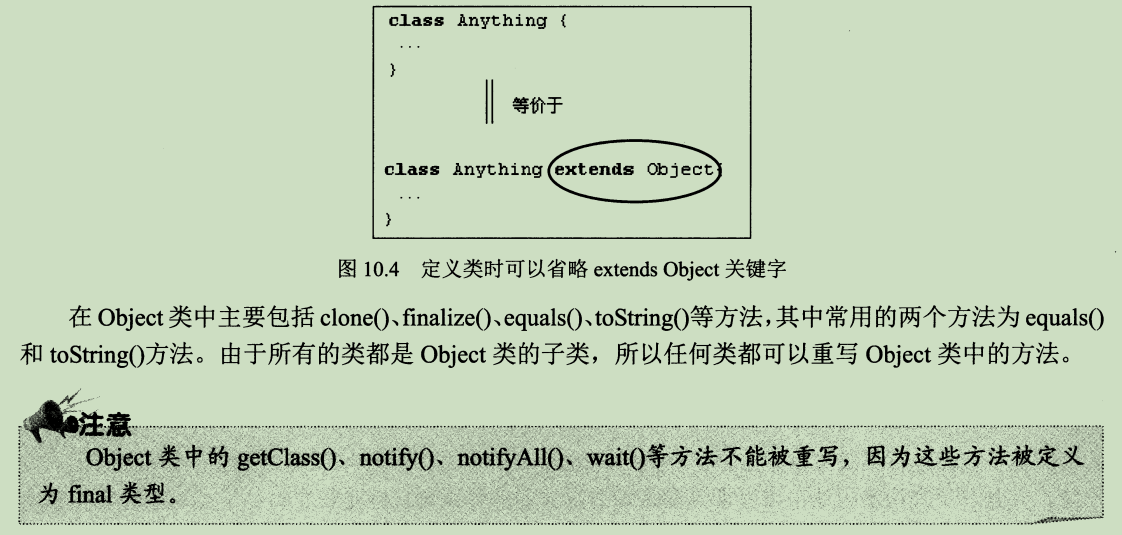 class Anything {
...
}
等价于
class Anything extends Object{
...
}
图 10.4 定义类时可以省略 extends Object 关键字
在 Object 类中主要包括 clone()、finalize()、equals()、toString()等方法,其中常用的两个方法为 equals()
和 toString()方法。由于所有的类都是 Object 类的子类，所以任何类都可以重写 Object 类中的方法。
注意
Object 类中的 getClass()、notify()、notifyAll()、wait()等方法不能被重写，因为这些方法被定义
为 final 类型。